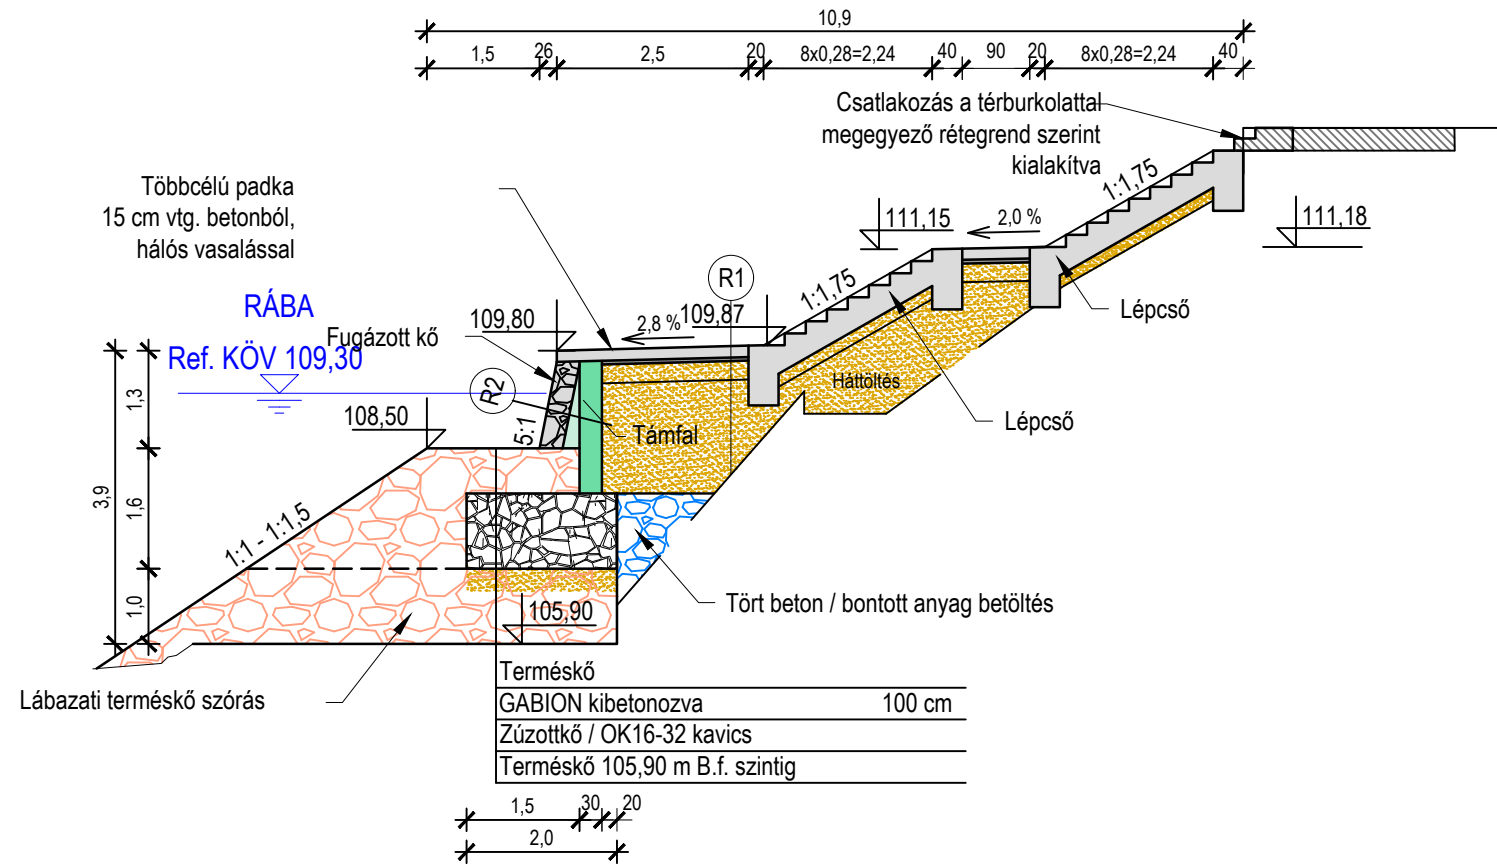 10,9
1,5
26
2,5
20
8x0,28=2,24
40
90
20
8x0,28=2,24
40
Csatlakozás a térburkolattal
megegyező rétegrend szerint
kialakítva
Többcélú padka
15 cm vtg. betonból,
hálós vasalással
1:1,75
111,15
2,0 %
111,18
R1
1:1,75
RÁBA
109,80
2,8 %
109,87
Lépcső
Fugázott kő
Ref. KÖV 109,30
Háttöltés
R2
1,3
108,50
5:1
Támfal
Lépcső
3,9
1,6
1:1 - 1:1,5
1,0
105,90
Tört beton / bontott anyag betöltés
Lábazati terméskő szórás
Terméskő
GABION kibetonozva 100 cm
Zúzottkő / OK16-32 kavics
Terméskő 105,90 m B.f. szintig
1,5
30
20
2,0